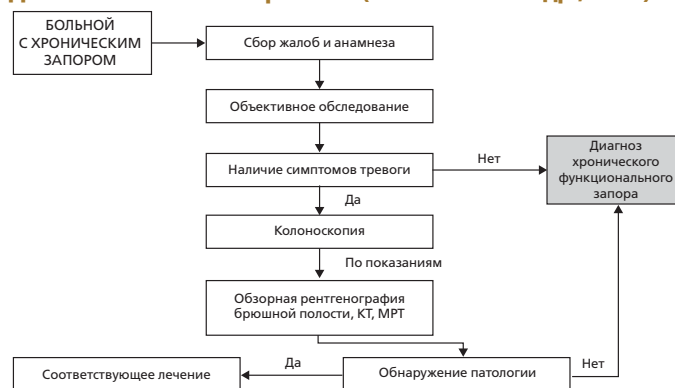 БОЛЬНОЙ
С ХРОНИЧЕСКИМ
ЗАПОРОМ
Сбор жалоб и анамнеза
Объективное обследование
Наличие симптомов тревоги
Нет
Диагноз
хронического
функционального
запора
Да
Колоноскопия
По показаниям
Обзорная рентгенография
брюшной полости, КТ, МРТ
Соответствующее лечение
Да
Обнаружение патологии
Нет